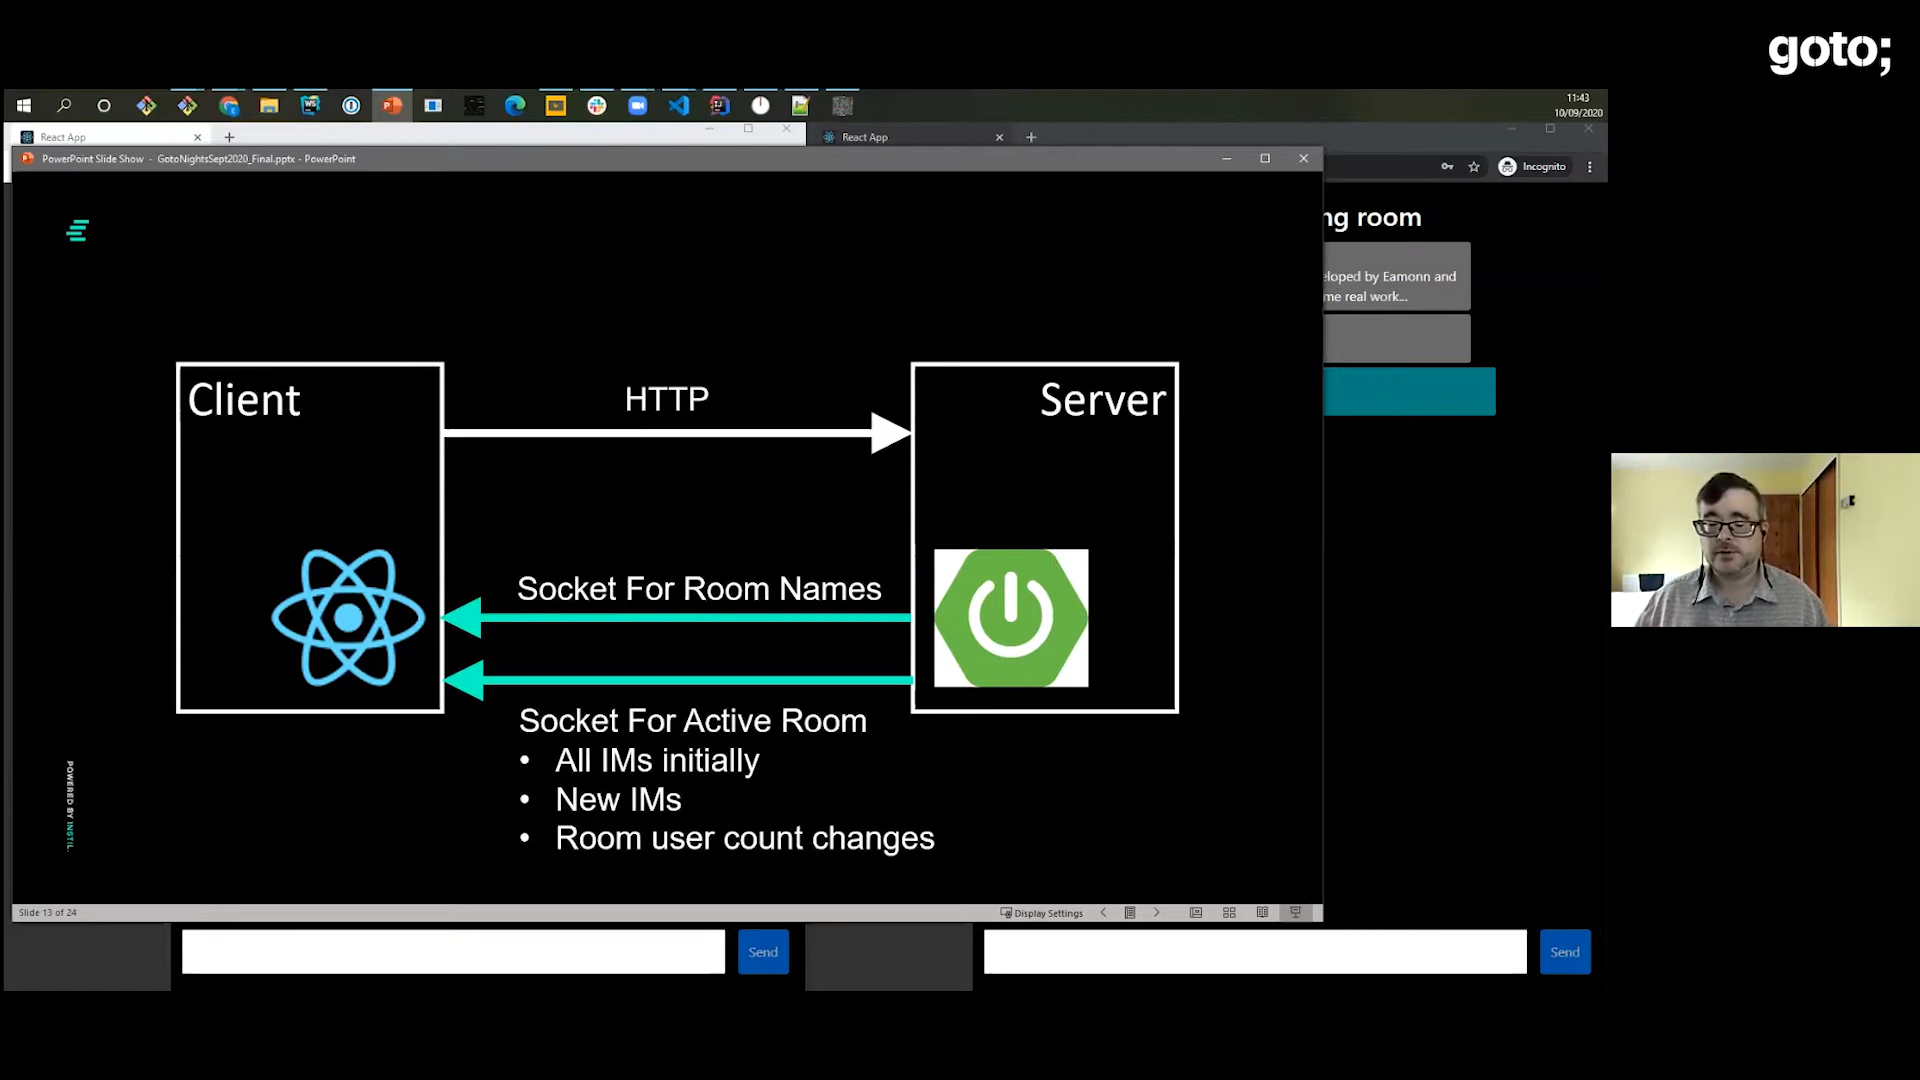 goto;
11:43
10/09/2020
React App
React App
PowerPoint Slide Show - GotoNightsSept2020_Final.pptx - PowerPoint
Incognito
ng room
eloped by Eamonn and
me real work...
Client
HTTP
Server
Socket For Room Names
Socket For Active Room
• All IMs initially
• New IMs
• Room user count changes
POWERED BY INSTIL.
Slide 13 of 24
Display Settings
Send
Send